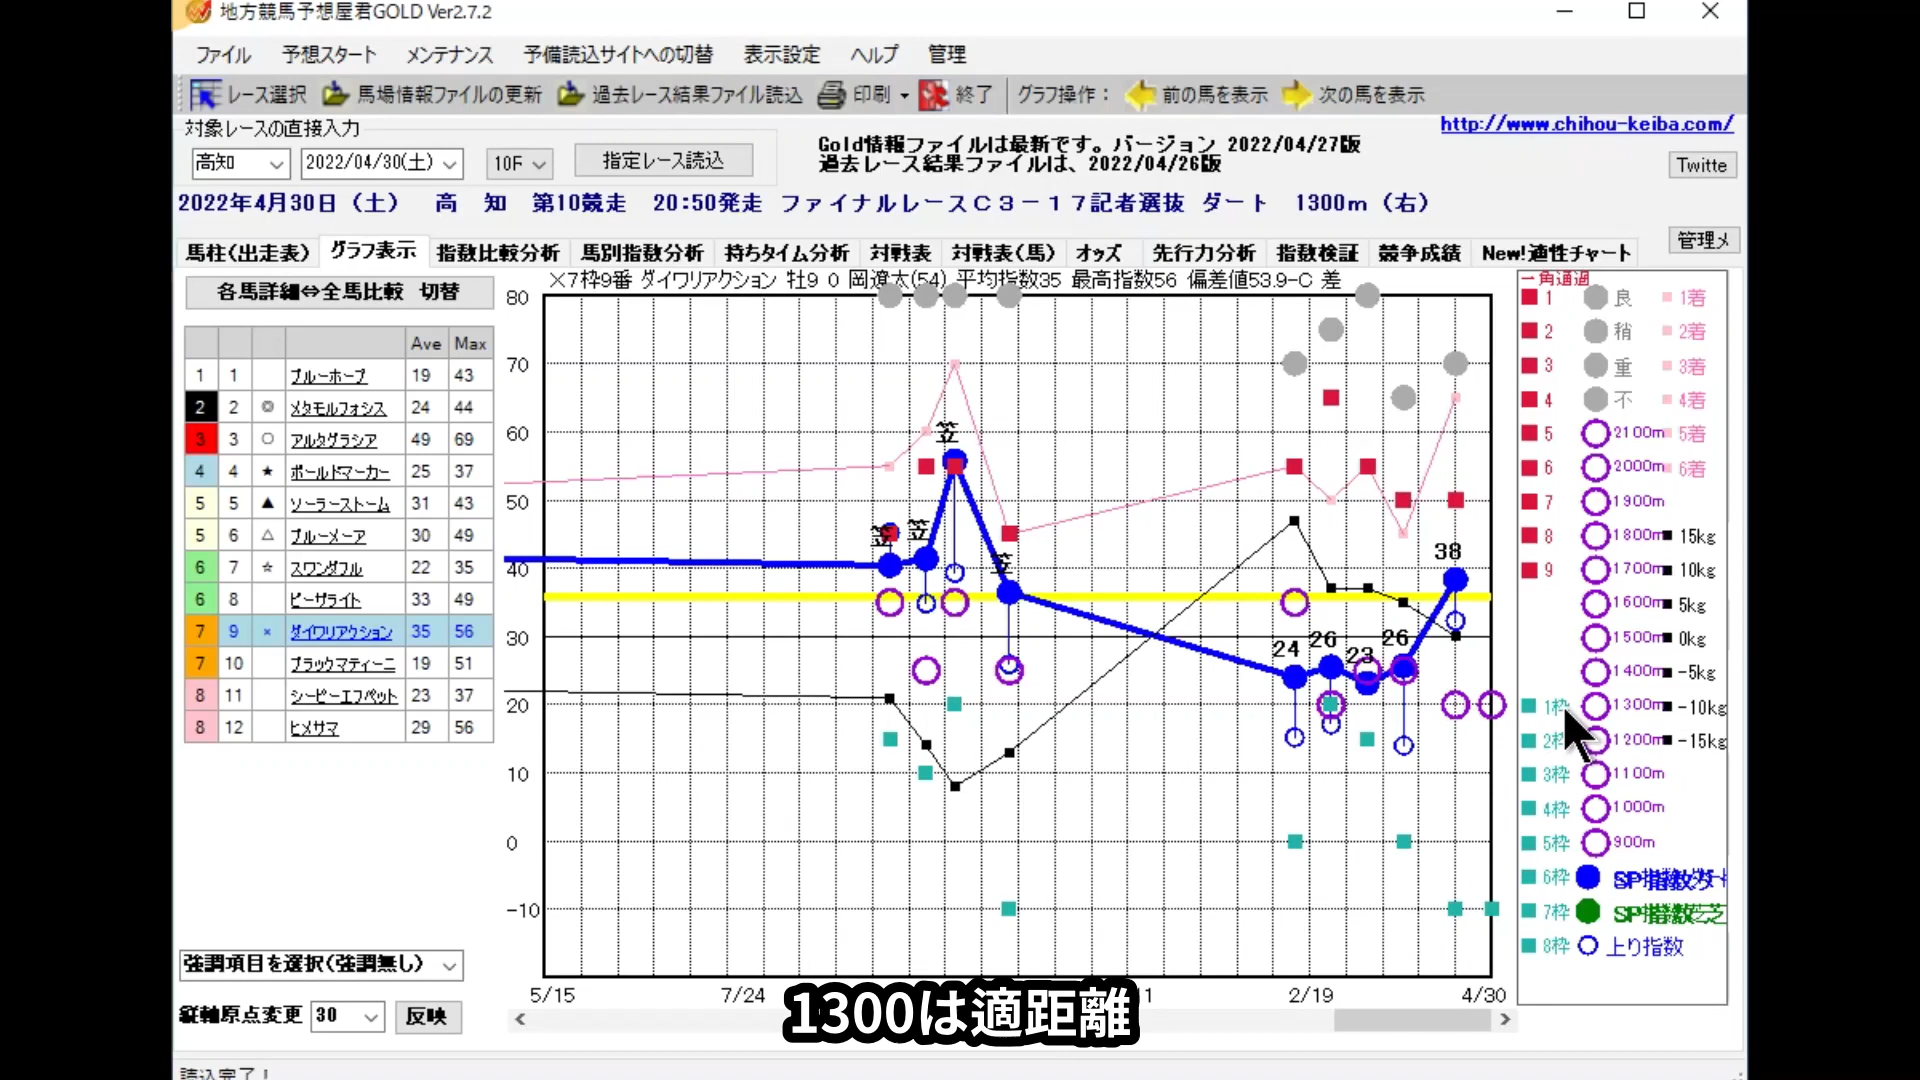 地方競馬予想屋君GOLD Ver2.7.2
ファイル 予想スタート メンテナンス 予備読込サイトへの切替 表示設定 ヘルプ 管理
レース選択 馬場情報ファイルの更新 過去レース結果ファイル読込 印刷 終了 グラフ操作： 前の馬を表示 次の馬を表示
対象レースの直接入力
http://www.chihou-keiba.com/
高知 2022/04/30(土) 10F 指定レース読込
Gold情報ファイルは最新です。バージョン 2022/04/27版
過去レース結果ファイルは、2022/04/26版
Twitte
2022年4月30日（土） 高 知 第10競走 20:50発走 ファイナルレースＣ３－１７記者選抜 ダート 1300m（右）
管理メ
馬柱(出走表) グラフ表示 指数比較分析 馬別指数分析 持ちタイム分析 対戦表 対戦表(馬) オッズ 先行力分析 指数検証 競争成績 New!適性チャート
各馬詳細⇔全馬比較 切替
×7枠9番 ダイワリアクション 牡9 0 岡遼太(54) 平均指数35 最高指数56 偏差値53.9-C 差
Ave Max
1 1 ブルーホープ 19 43
2 2 ◎ メタモルフォシス 24 44
3 3 ○ アルタグラシア 49 69
4 4 ★ ボールドマーカー 25 37
5 5 ▲ ソーラーストーム 31 43
5 6 △ ブルーメーア 30 49
6 7 ☆ スワンダフル 22 35
6 8 ピーザライト 33 49
7 9 × ダイワリアクション 35 56
7 10 ブラックマティーニ 19 51
8 11 シーピーエフペット 23 37
8 12 ヒメサマ 29 56
80
70
60
50
40
30
20
10
0
-10
笠 笠 笠 笠
24 26 23 26 38
5/15 7/24 2/19 4/30
一角通過
1 良 1着
2 稍 2着
3 重 3着
4 不 4着
5 2100m 5着
6 2000m 6着
7 1900m
8 1800m 15kg
9 1700m 10kg
1600m 5kg
1500m 0kg
1400m -5kg
1枠 1300m -10kg
2枠 1200m -15kg
3枠 1100m
4枠 1000m
5枠 900m
6枠
7枠
8枠 上り指数
強調項目を選択(強調無し)
縦軸原点変更 30 反映
1300は適距離
読込完了！